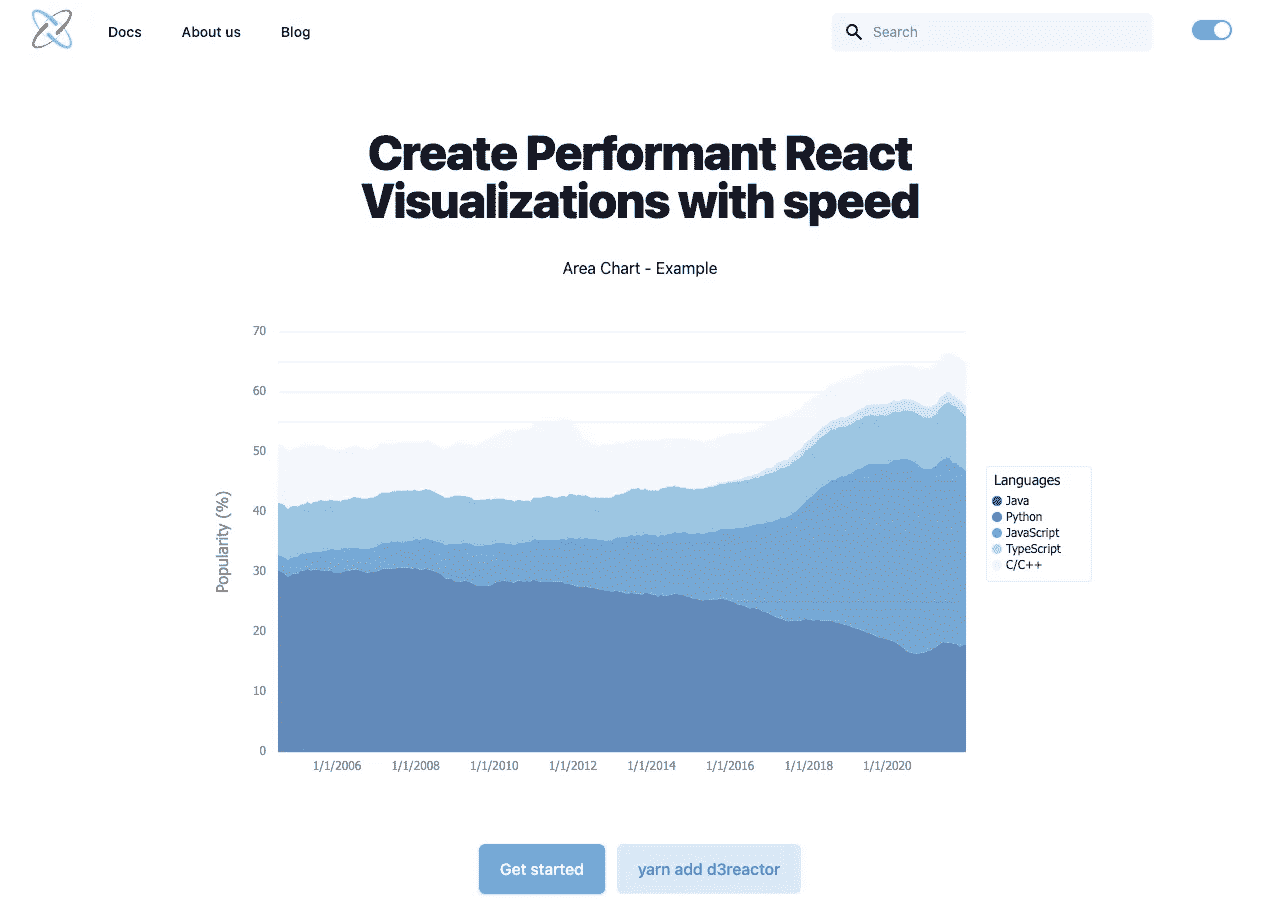 Docs
About us
Blog
Search
Create Performant React
Visualizations with speed
Area Chart - Example
70
60
50
40
30
20
10
0
Popularity (%)
1/1/2006
1/1/2008
1/1/2010
1/1/2012
1/1/2014
1/1/2016
1/1/2018
1/1/2020
Languages
Java
Python
JavaScript
TypeScript
C/C++
Get started
yarn add d3reactor